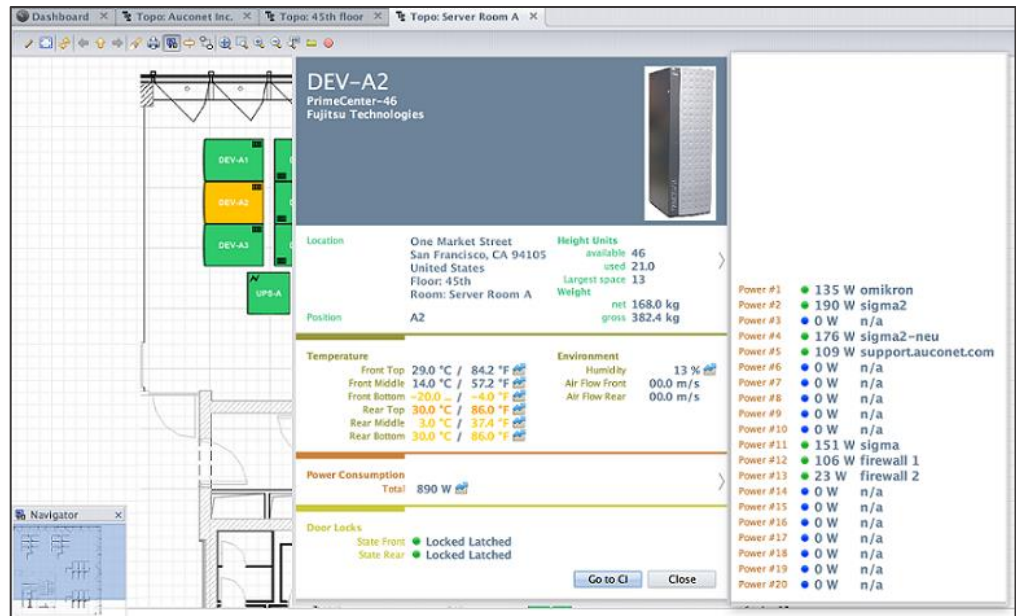 Dashboard × Topo: Auconet Inc. × Topo: 45th floor × Topo: Server Room A ×
DEV-A1
DEV-A2
DEV-A3
UPS-A
Navigator ×
DEV-A2
PrimeCenter-46
Fujitsu Technologies
Location One Market Street
San Francisco, CA 94105
United States
Floor: 45th
Room: Server Room A
Position A2
Height Units
available 46
used 21.0
Largest space 13
Weight
net 168.0 kg
gross 382.4 kg
Temperature
Front Top 29.0 °C / 84.2 °F
Front Middle 14.0 °C / 57.2 °F
Front Bottom -20.0 ... / -4.0 °F
Rear Top 30.0 °C / 86.0 °F
Rear Middle 3.0 °C / 37.4 °F
Rear Bottom 30.0 °C / 86.0 °F
Environment
Humidity 13 %
Air Flow Front 00.0 m/s
Air Flow Rear 00.0 m/s
Power Consumption
Total 890 W
Door Locks
State Front Locked Latched
State Rear Locked Latched
Go to CI Close
Power #1 135 W omikron
Power #2 190 W sigma2
Power #3 0 W n/a
Power #4 176 W sigma2-neu
Power #5 109 W support.auconet.com
Power #6 0 W n/a
Power #7 0 W n/a
Power #8 0 W n/a
Power #9 0 W n/a
Power #10 0 W n/a
Power #11 151 W sigma
Power #12 106 W firewall 1
Power #13 23 W firewall 2
Power #14 0 W n/a
Power #15 0 W n/a
Power #16 0 W n/a
Power #17 0 W n/a
Power #18 0 W n/a
Power #19 0 W n/a
Power #20 0 W n/a